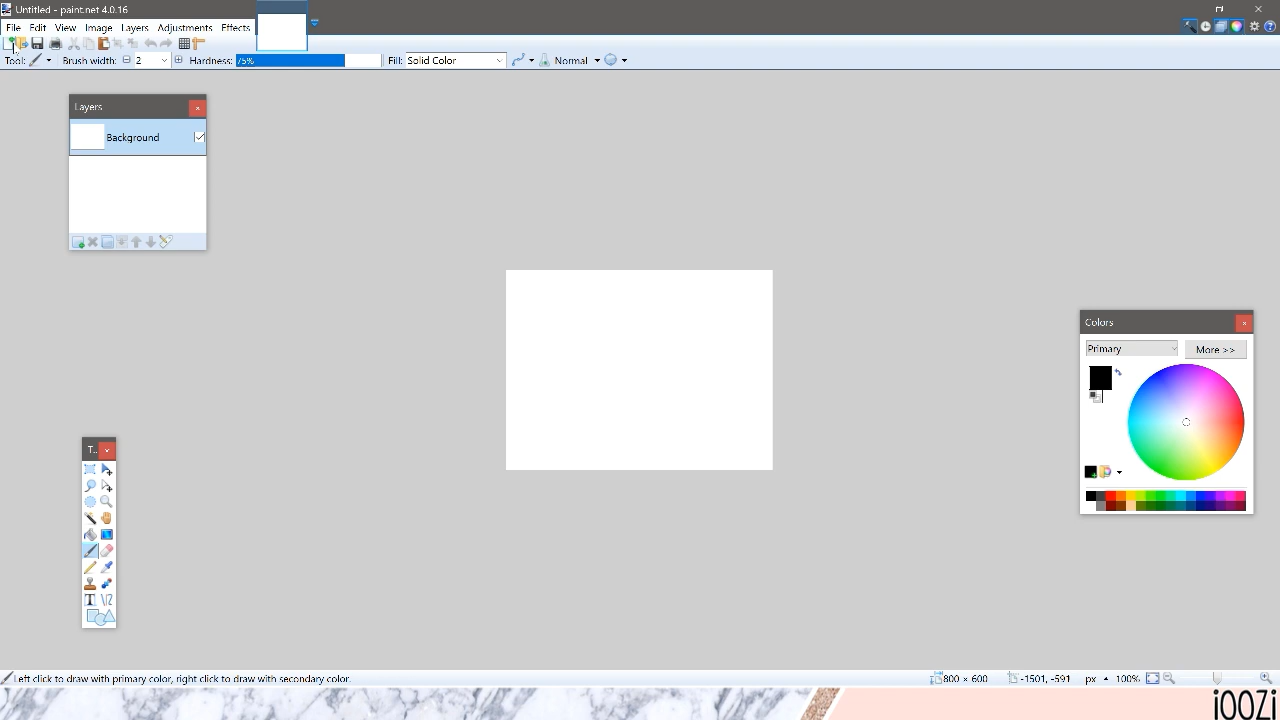 Untitled - paint.net 4.0.16
File Edit View Image Layers Adjustments Effects
Tool: Brush width: 2 Hardness: 75% Fill: Solid Color Normal
Layers
Background
Colors
Primary More >>
T..
Left click to draw with primary color, right click to draw with secondary color.
800 × 600 -1501, -591 px 100%
iOOZi